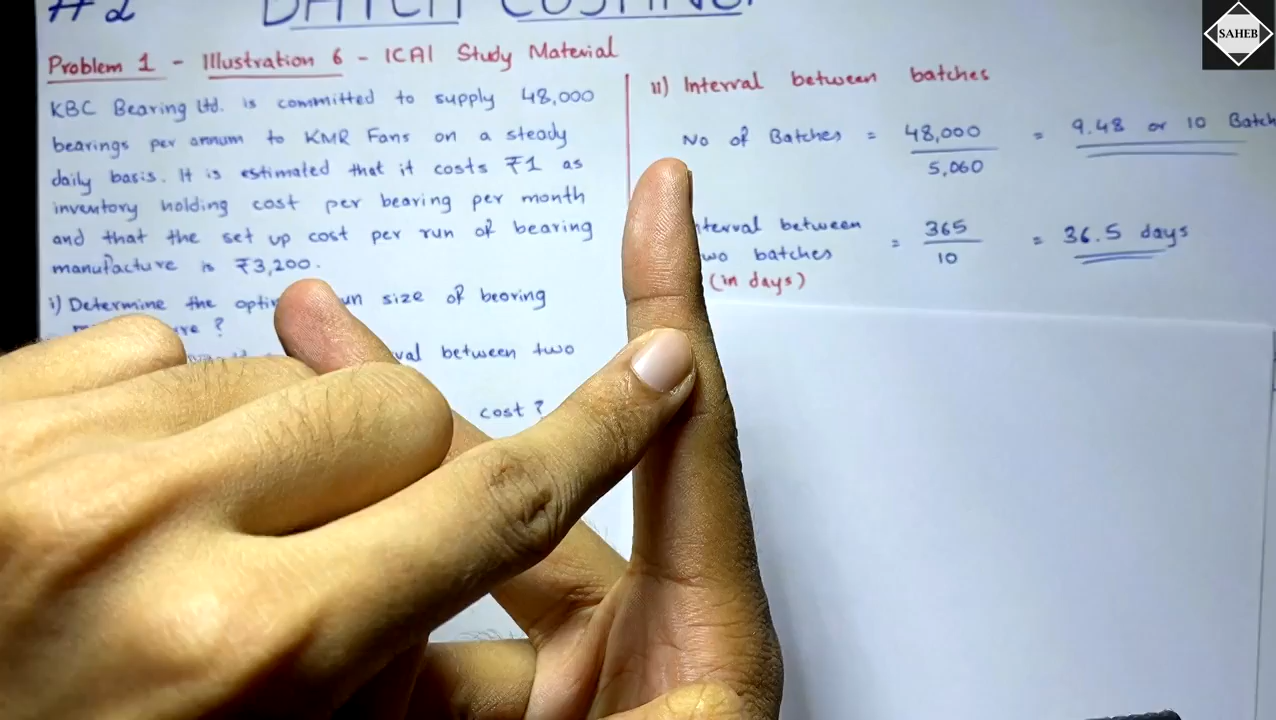 #2 BATCH COSTING
Problem 1 - Illustration 6 - ICAI Study Material
KBC Bearing Ltd. is committed to supply 48,000
bearings per annum to KMR Fans on a steady
daily basis. It is estimated that it costs ₹1 as
inventory holding cost per bearing per month
and that the set up cost per run of bearing
manufacture is ₹3,200.
i) Determine the run size of bearing
?
between two
cost ?
ii) Interval between batches
No of Batches = 48,000 / 5,060 = 9.48 or 10 Batch
between
batches = 365 / 10 = 36.5 days
(in days)
SAHEB